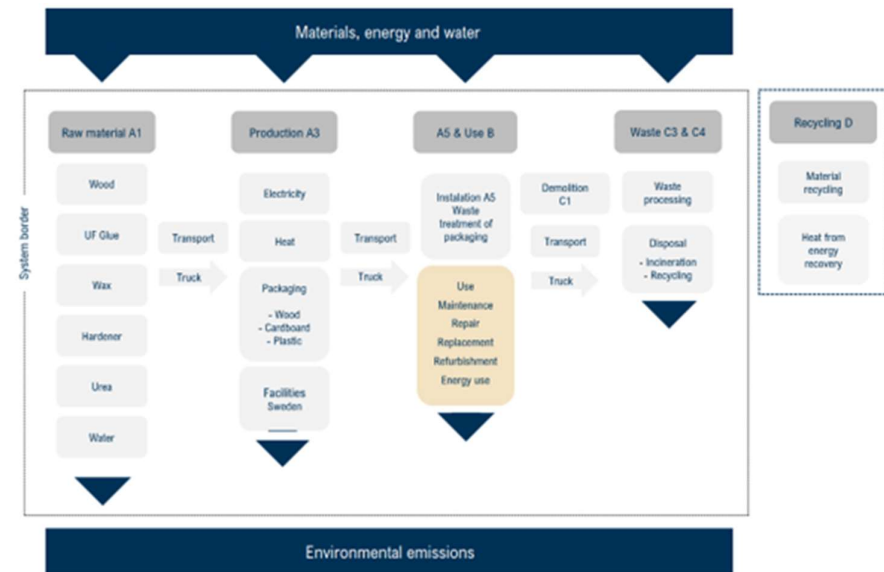 Materials, energy and water
System border
Raw material A1
Wood
UF Glue
Wax
Hardener
Urea
Water
Transport
Truck
Production A3
Electricity
Heat
Packaging
- Wood
- Cardboard
- Plastic
Facilities
Sweden
Transport
Truck
A5 & Use B
Instalation A5
Waste
treatment of
packaging
Use
Maintenance
Repair
Replacement
Refurbishment
Energy use
Demolition
C1
Transport
Truck
Waste C3 & C4
Waste
processing
Disposal
- Incineration
- Recycling
Recycling D
Material
recycling
Heat from
energy
recovery
Environmental emissions